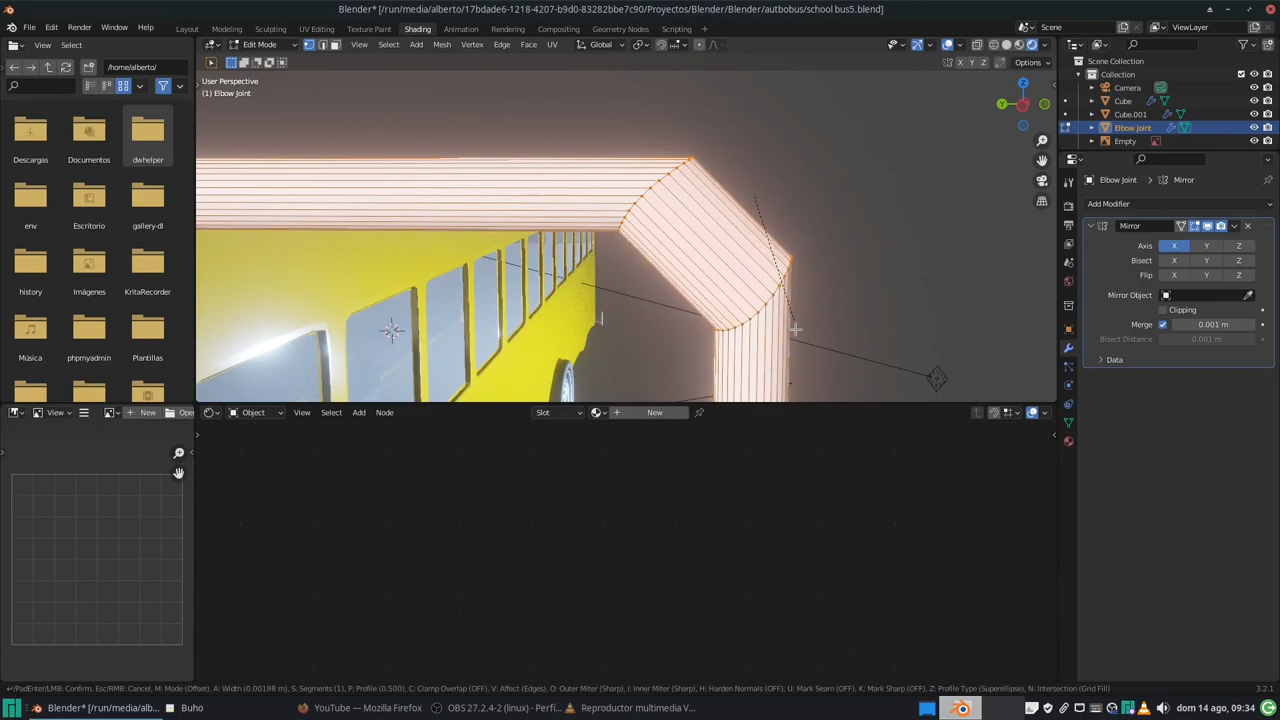 Blender* [/run/media/alberto/17bdade6-1218-4207-b9d0-83282bbe7c90/Proyectos/Blender/Blender/autbobus/school bus5.blend]
File Edit Render Window Help
Layout Modeling Sculpting UV Editing Texture Paint Shading Animation Rendering Compositing Geometry Nodes Scripting
Scene
ViewLayer
View Select
Edit Mode View Select Add Mesh Vertex Edge Face UV Global
/home/alberto/
X Y Z Options
Scene Collection
Collection
Camera
Cube
Cube.001
Elbow Joint
Empty
User Perspective
(1) Elbow Joint
Z
Y
Descargas Documentos dwhelper
env Escritorio gallery-dl
history Imágenes KritaRecorder
Música phpmyadmin Plantillas
Elbow Joint Mirror
Add Modifier
Mirror
Axis X Y Z
Bisect X Y Z
Flip X Y Z
Mirror Object
Clipping
Merge 0.001 m
Bisect Distance 0.001 m
Data
View New Open
Object View Select Add Node Slot New
↵/PadEnter/LMB: Confirm, Esc/RMB: Cancel, M: Mode (Offset), A: Width (0.00188 m), S: Segments (1), P: Profile (0.500), C: Clamp Overlap (OFF), V: Affect (Edges), O: Outer Miter (Sharp), I: Inner Miter (Sharp), H: Harden Normals (OFF), U: Mark Seam (OFF), K: Mark Sharp (OFF), Z: Profile Type (Superellipse), N: Intersection (Grid Fill)
3.2.1
Blender* [/run/media/al... Buho YouTube — Mozilla Firefox OBS 27.2.4-2 (linux) - Perfi... Reproductor multimedia V... dom 14 ago, 09:34